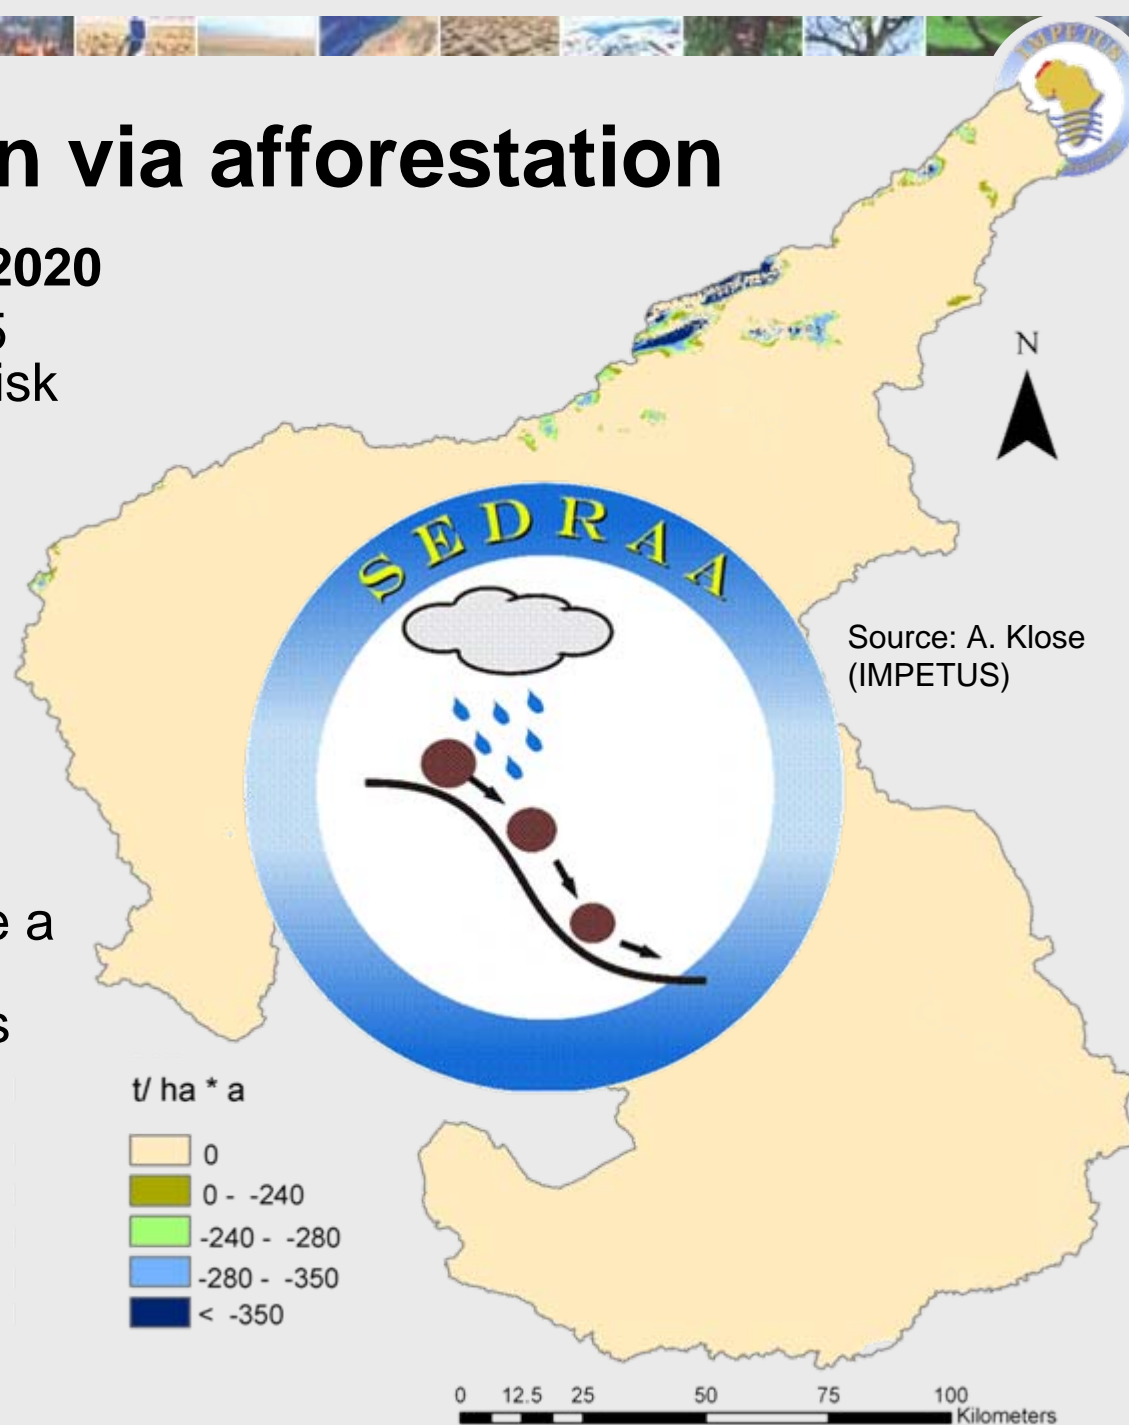 IMPETUS
n via afforestation
2020
5
isk
N
SEDRAA
Source: A. Klose
(IMPETUS)
e a
s
t/ ha * a
0
0 - -240
-240 - -280
-280 - -350
< -350
0 12.5 25 50 75 100
Kilometers